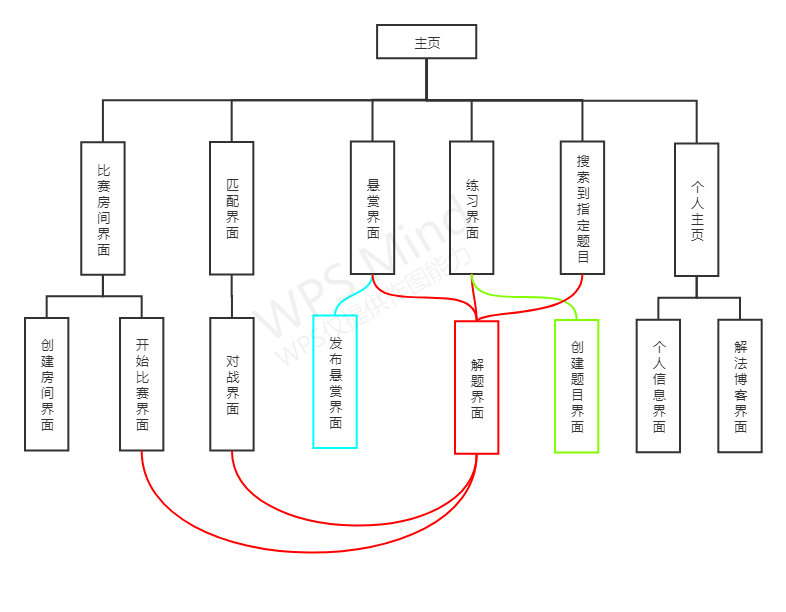 主页
比赛房间界面
匹配界面
悬赏界面
练习界面
搜索到指定题目
个人主页
创建房间界面
开始比赛界面
对战界面
发布悬赏界面
解题界面
创建题目界面
个人信息界面
解法博客界面
WPS Mind
WPS仅提供作图能力